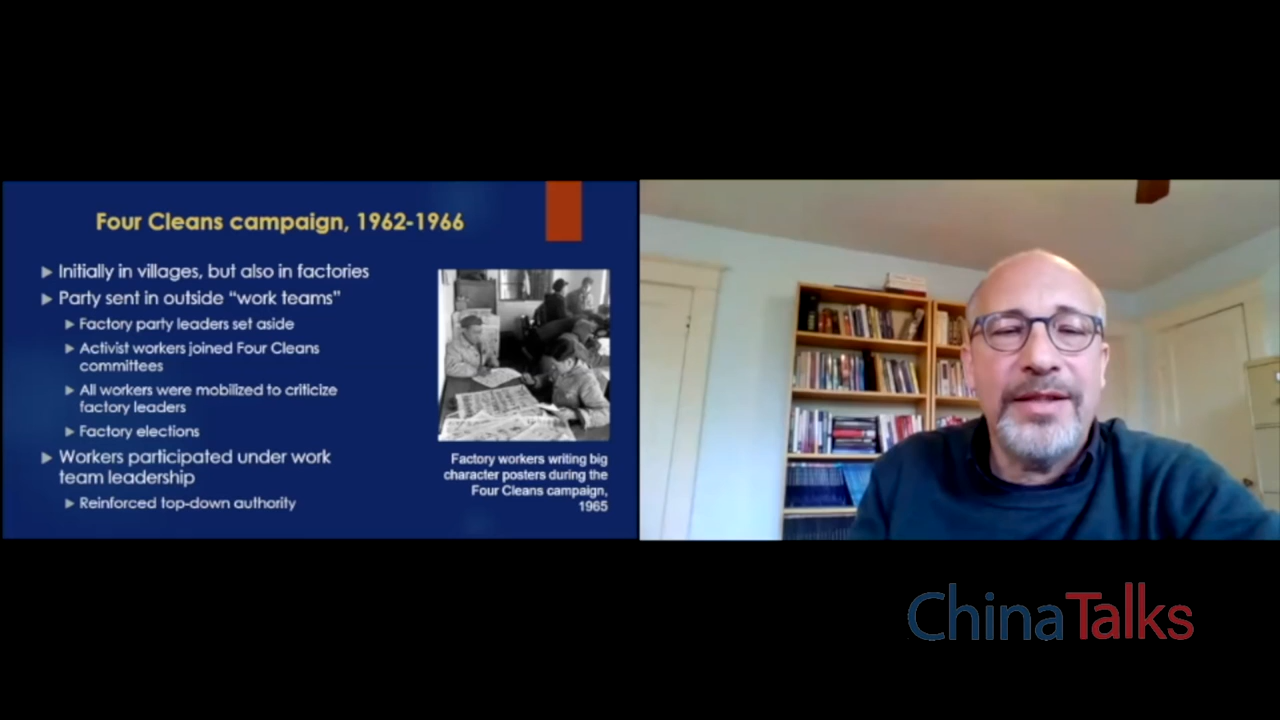 Four Cleans campaign, 1962-1966
Initially in villages, but also in factories
Party sent in outside “work teams”
Factory party leaders set aside
Activist workers joined Four Cleans
committees
All workers were mobilized to criticize
factory leaders
Factory elections
Workers participated under work
team leadership
Reinforced top-down authority
Factory workers writing big
character posters during the
Four Cleans campaign,
1965
ChinaTalks